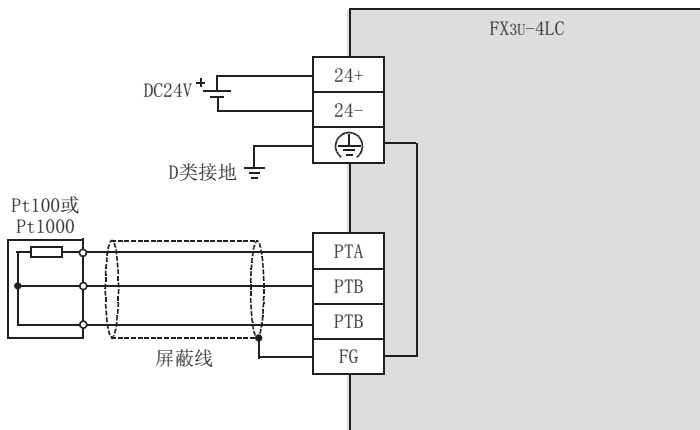 FX3U-4LC
24+
DC24V
+
24-
D类接地
Pt100或
Pt1000
PTA
PTB
PTB
屏蔽线
FG